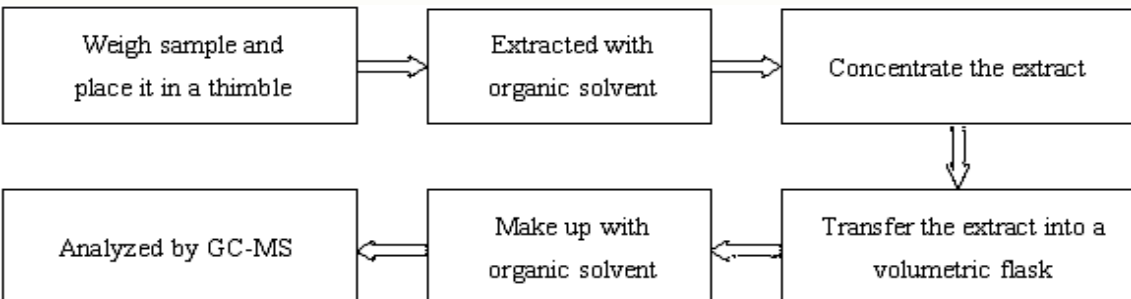 Weigh sample and
place it in a thimble
Extracted with
organic solvent
Concentrate the extract
Transfer the extract into a
volumetric flask
Make up with
organic solvent
Analyzed by GC-MS